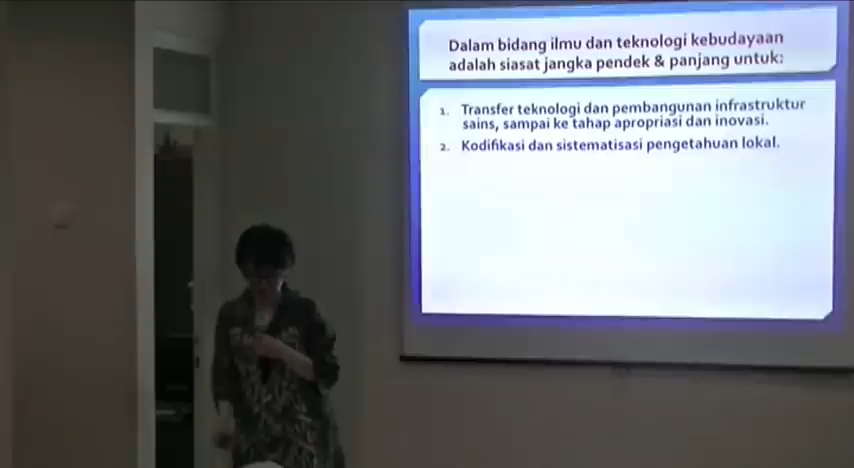 Dalam bidang ilmu dan teknologi kebudayaan
adalah siasat jangka pendek & panjang untuk:
1. Transfer teknologi dan pembangunan infrastruktur
sains, sampai ke tahap apropriasi dan inovasi.
2. Kodifikasi dan sistematisasi pengetahuan lokal.